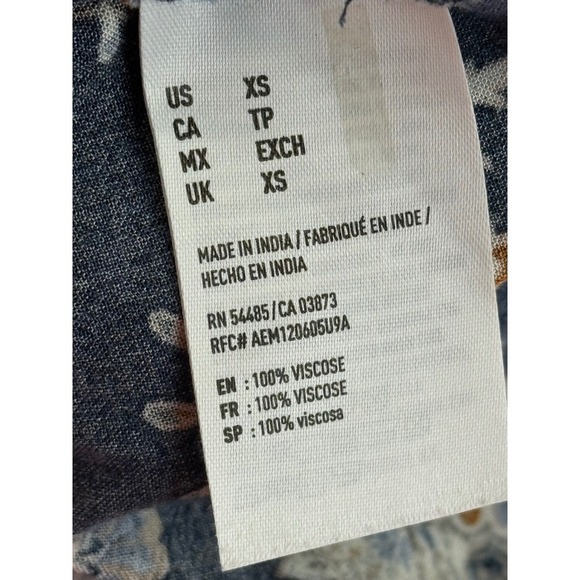 US XS
CA TP
MX EXCH
UK XS
MADE IN INDIA / FABRIQUÉ EN INDE /
HECHO EN INDIA
RN 54485 / CA 03873
RFC# AEM120605U9A
EN : 100% VISCOSE
FR : 100% VISCOSE
SP : 100% viscosa